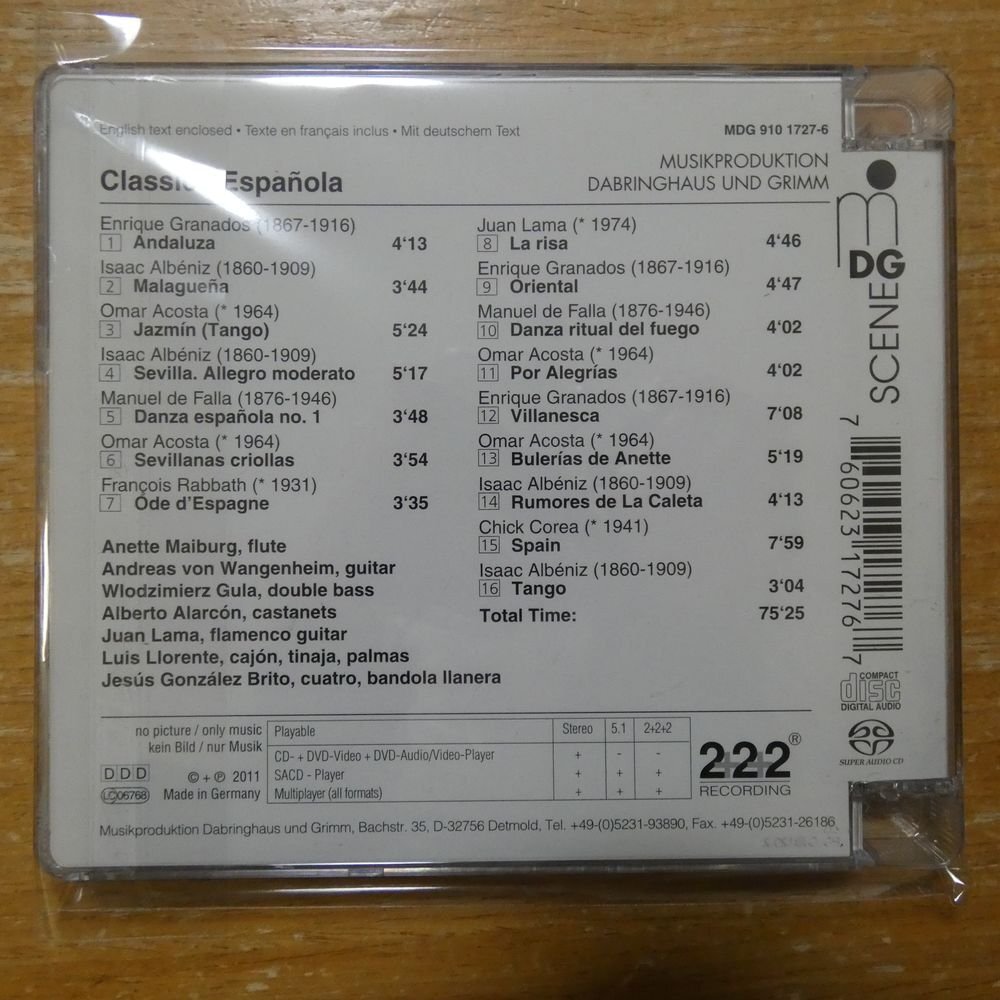 English text enclosed • Texte en français inclus • Mit deutschem Text
MDG 910 1727-6
MUSIKPRODUKTION
DABRINGHAUS UND GRIMM
Española
Enrique Granados (1867-1916)
1 Andaluza 4‘13
Isaac Albéniz (1860-1909)
2 Malagueña 3‘44
Omar Acosta (* 1964)
3 Jazmín (Tango) 5‘24
Isaac Albéniz (1860-1909)
4 Sevilla. Allegro moderato 5‘17
Manuel de Falla (1876-1946)
5 Danza española no. 1 3‘48
Omar Acosta (* 1964)
6 Sevillanas criollas 3‘54
François Rabbath (* 1931)
7 Ode d’Espagne 3‘35
Anette Maiburg, flute
Andreas von Wangenheim, guitar
Wlodzimierz Gula, double bass
Alberto Alarcón, castanets
Juan Lama, flamenco guitar
Luis Llorente, cajón, tinaja, palmas
Jesús González Brito, cuatro, bandola llanera
Juan Lama (* 1974)
8 La risa 4‘46
Enrique Granados (1867-1916)
9 Oriental 4‘47
Manuel de Falla (1876-1946)
10 Danza ritual del fuego 4‘02
Omar Acosta (* 1964)
11 Por Alegrías 4‘02
Enrique Granados (1867-1916)
12 Villanesca 7‘08
Omar Acosta (* 1964)
13 Bulerías de Anette 5‘19
Isaac Albéniz (1860-1909)
14 Rumores de La Caleta 4‘13
Chick Corea (* 1941)
15 Spain 7‘59
Isaac Albéniz (1860-1909)
16 Tango 3‘04
Total Time: 75‘25
DG
SCENE
7 60623 17276 7
COMPACT
disc
DIGITAL AUDIO
SUPER AUDIO CD
no picture / only music
kein Bild / nur Musik
DDD
LC 06768
© + ℗ 2011
Made in Germany
Playable Stereo 5.1 2+2+2
CD- + DVD-Video + DVD-Audio/Video-Player + - -
SACD - Player + + +
Multiplayer (all formats) + + +
2+2+2 ®
RECORDING
Musikproduktion Dabringhaus und Grimm, Bachstr. 35, D-32756 Detmold, Tel. +49-(0)5231-93890, Fax. +49-(0)5231-26186